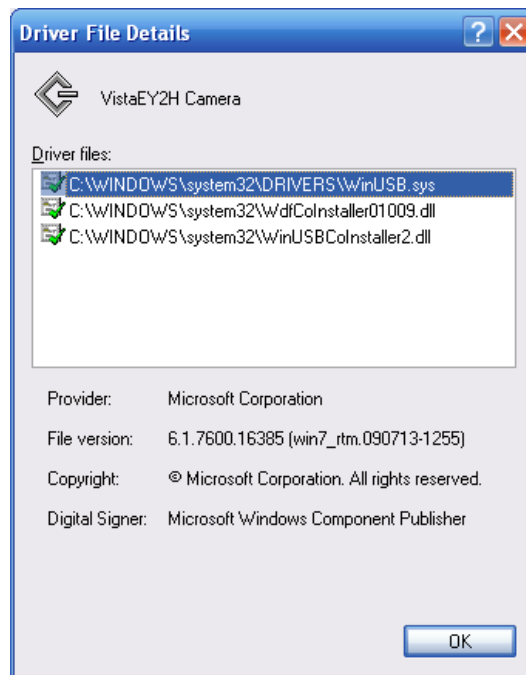 Driver File Details
VistaEY2H Camera
Driver files:
C:\WINDOWS\system32\DRIVERS\WinUSB.sys
C:\WINDOWS\system32\WdfCoInstaller01009.dll
C:\WINDOWS\system32\WinUSBCoInstaller2.dll
Provider: Microsoft Corporation
File version: 6.1.7600.16385 (win7_rtm.090713-1255)
Copyright: © Microsoft Corporation. All rights reserved.
Digital Signer: Microsoft Windows Component Publisher
OK